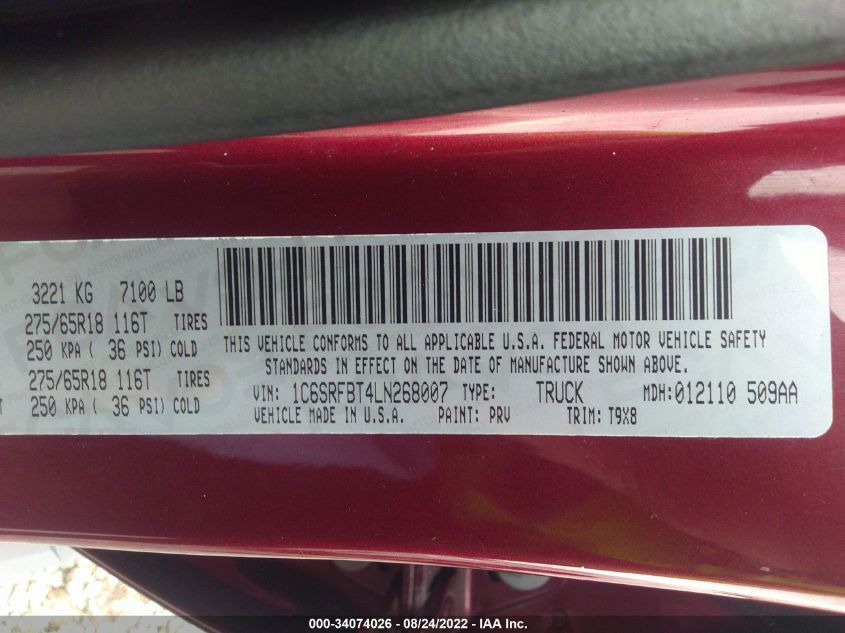 3221 KG 7100 LB
275/65R18 116T TIRES
250 KPA ( 36 PSI) COLD
275/65R18 116T TIRES
250 KPA ( 36 PSI) COLD
THIS VEHICLE CONFORMS TO ALL APPLICABLE U.S.A. FEDERAL MOTOR VEHICLE SAFETY
STANDARDS IN EFFECT ON THE DATE OF MANUFACTURE SHOWN ABOVE.
VIN: 1C6SRFBT4LN268007 TYPE: TRUCK MDH:012110 509AA
VEHICLE MADE IN U.S.A. PAINT: PRV TRIM: T9X8
000-34074026 - 08/24/2022 - IAA Inc.